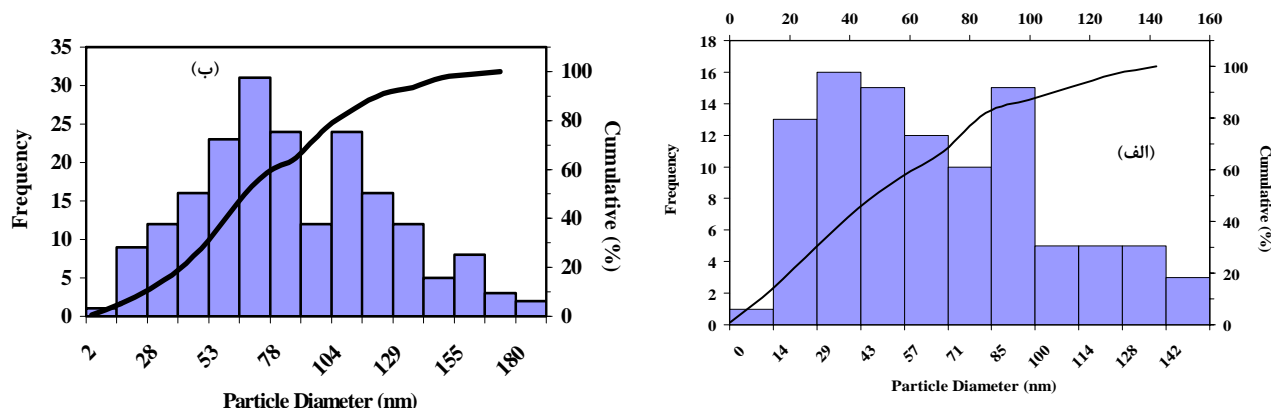 35
30
25
20
15
10
5
0
Frequency
(ب)
100
80
60
40
20
0
Cumulative (%)
2 28 53 78 104 129 155 180
Particle Diameter (nm)
0 20 40 60 80 100 120 140 160
18
16
14
12
10
8
6
4
2
0
Frequency
(الف)
100
80
60
40
20
0
Cumulative (%)
0 14 29 43 57 71 85 100 114 128 142
Particle Diameter (nm)